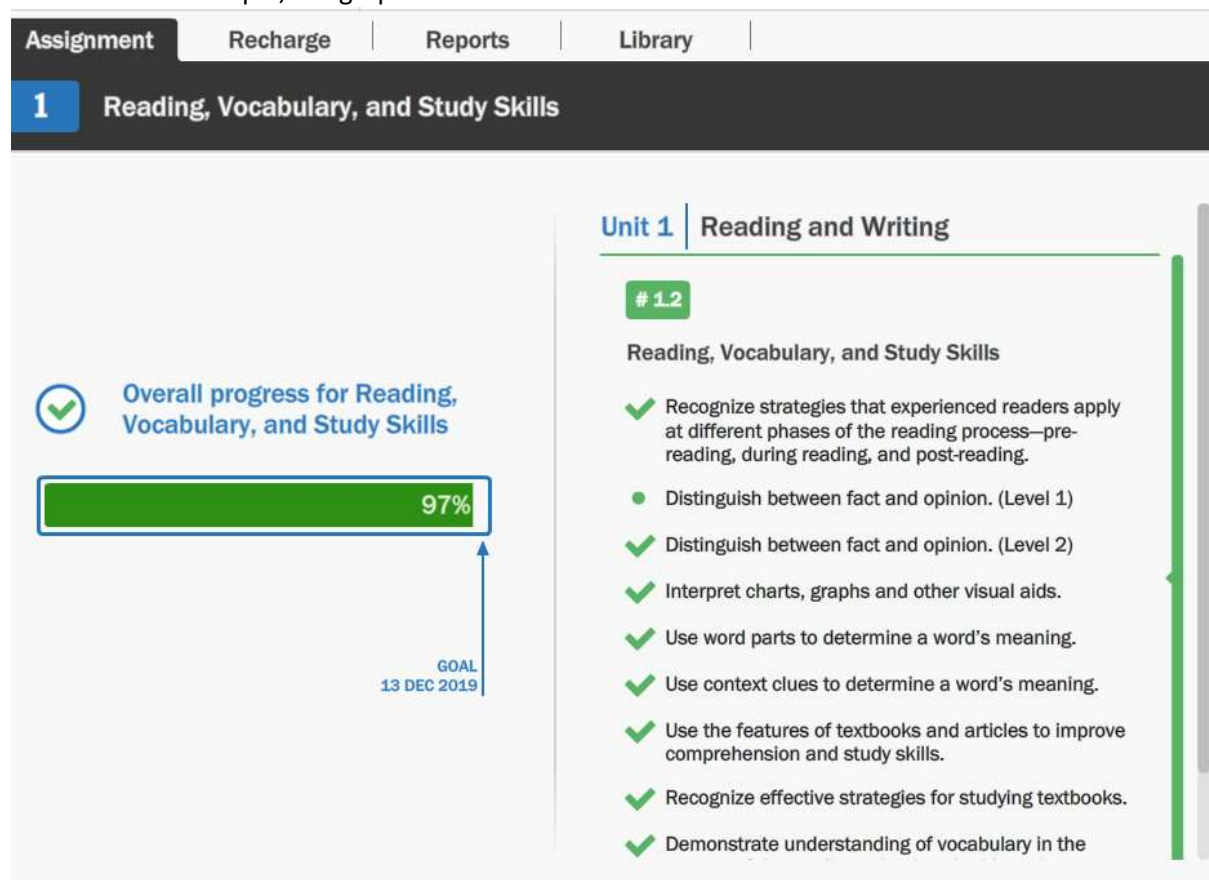 Assignment Recharge Reports Library
1 Reading, Vocabulary, and Study Skills
Overall progress for Reading,
Vocabulary, and Study Skills
97%
GOAL
13 DEC 2019
Unit 1 Reading and Writing
# 1.2
Reading, Vocabulary, and Study Skills
Recognize strategies that experienced readers apply
at different phases of the reading process—pre-
reading, during reading, and post-reading.
Distinguish between fact and opinion. (Level 1)
Distinguish between fact and opinion. (Level 2)
Interpret charts, graphs and other visual aids.
Use word parts to determine a word's meaning.
Use context clues to determine a word's meaning.
Use the features of textbooks and articles to improve
comprehension and study skills.
Recognize effective strategies for studying textbooks.
Demonstrate understanding of vocabulary in the